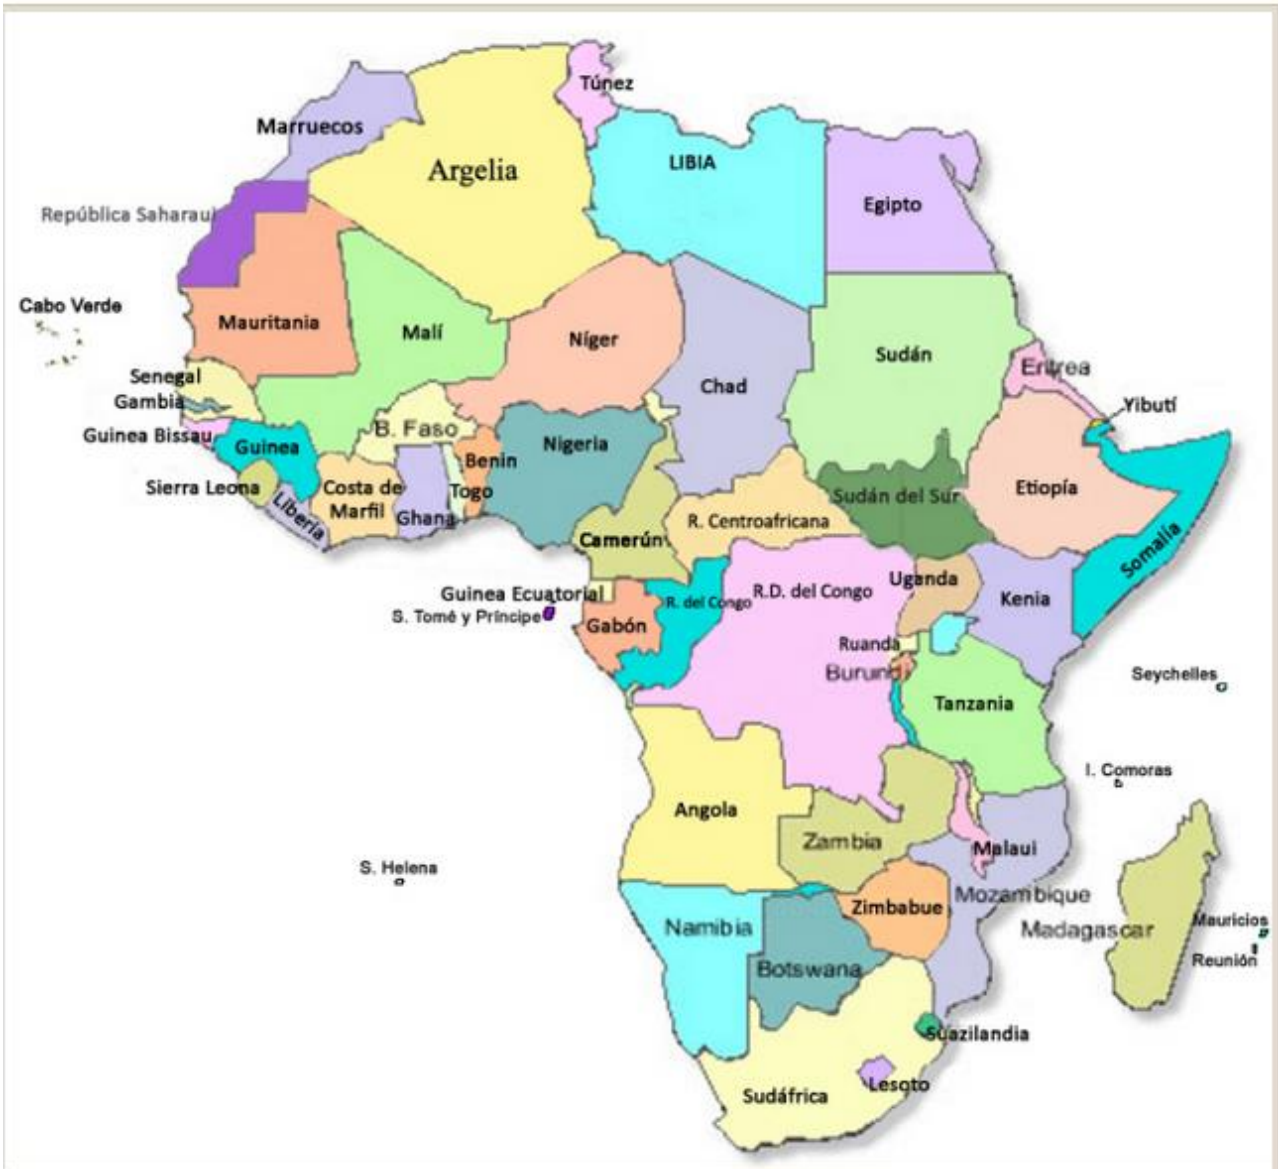 Túnez
Marruecos
Argelia
LIBIA
Egipto
República Saharaui
Cabo Verde
Mauritania
Malí
Níger
Chad
Sudán
Eritrea
Senegal
Gambia
Yibutí
Guinea Bissau
Guinea
B. Faso
Nigeria
Benin
Sierra Leona
Costa de
Marfil
Togo
Ghana
Libería
Sudán del Sur
Etiopía
R. Centroafricana
Camerún
Somalía
Guinea Ecuatorial
S. Tomé y Príncipe
Gabón
R. del Congo
R.D. del Congo
Uganda
Kenia
Ruanda
Burundi
Seychelles
Tanzania
I. Comoras
Angola
Zambia
Malaui
S. Helena
Mozambique
Zimbabue
Namibia
Madagascar
Mauricios
Reunión
Botswana
Suazilandia
Lesoto
Sudáfrica